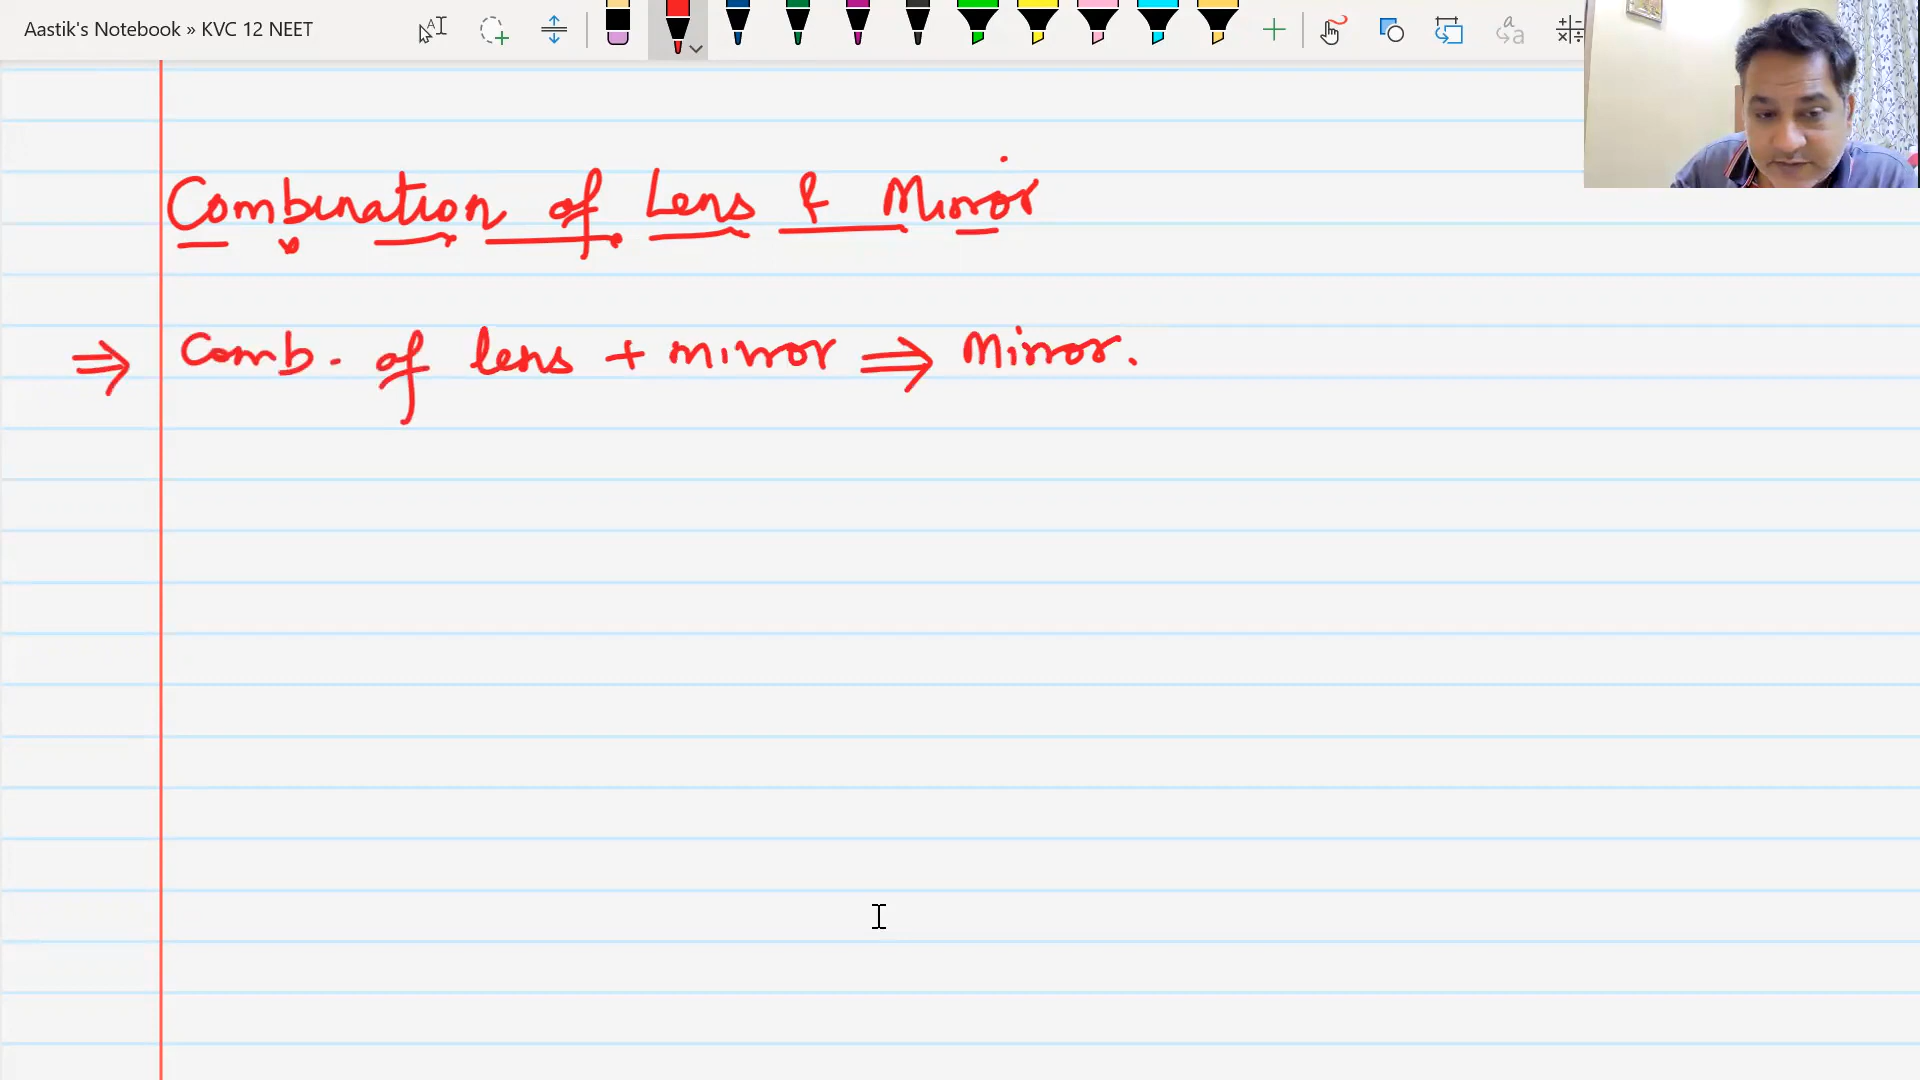 Aastik's Notebook » KVC 12 NEET
Combination of Lens & Mirror
⇒ Comb. of lens + mirror ⇒ Mirror.